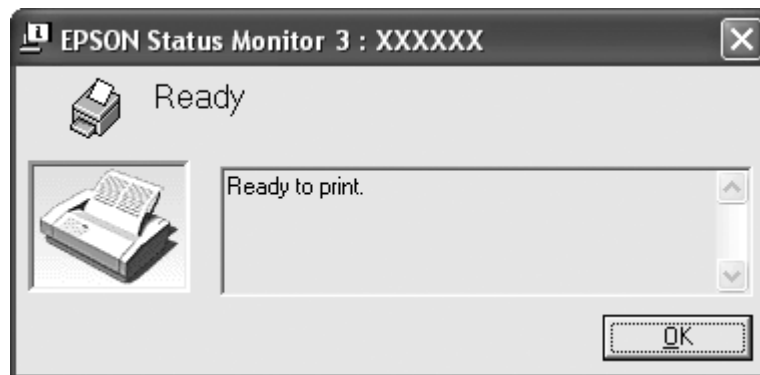 EPSON Status Monitor 3 : XXXXXX
Ready
Ready to print.
OK